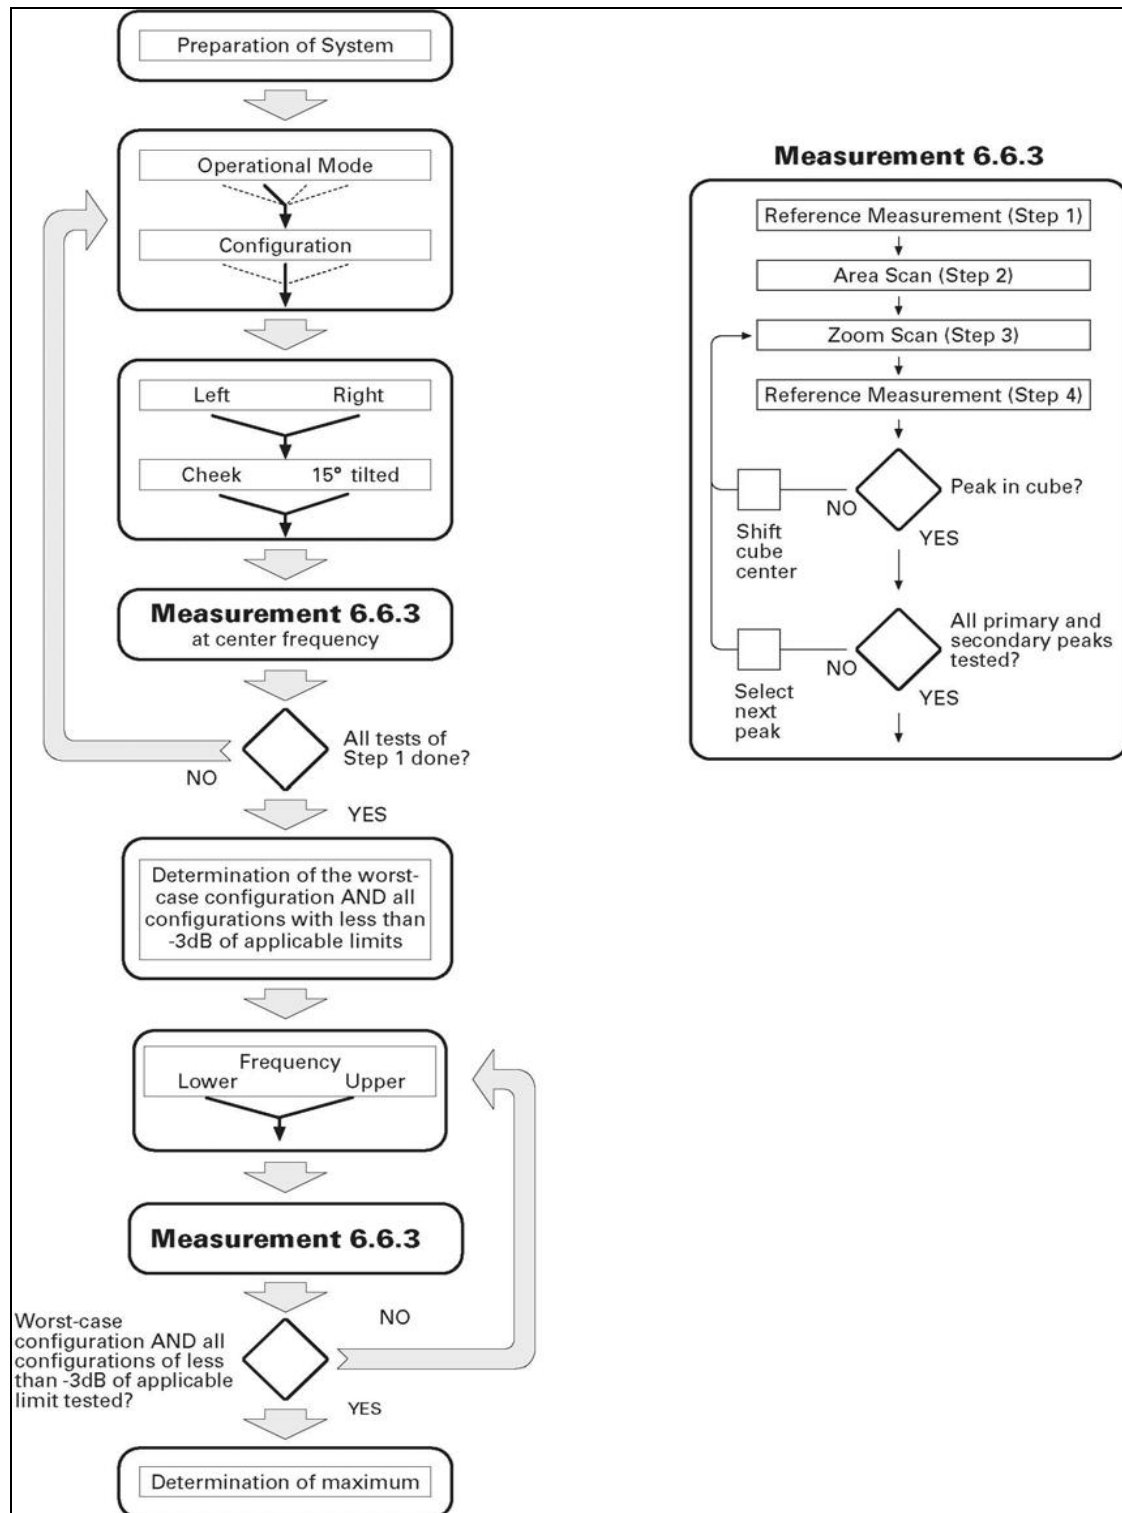 Preparation of System
Operational Mode
Configuration
Left Right
Cheek 15° tilted
Measurement 6.6.3
at center frequency
All tests of
Step 1 done?
NO
YES
Determination of the worst-
case configuration AND all
configurations with less than
-3dB of applicable limits
Frequency
Lower Upper
Measurement 6.6.3
NO
Worst-case
configuration AND all
configurations of less
than -3dB of applicable
limit tested?
YES
Determination of maximum
Measurement 6.6.3
Reference Measurement (Step 1)
Area Scan (Step 2)
Zoom Scan (Step 3)
Reference Measurement (Step 4)
Peak in cube?
NO
Shift
cube
center
YES
All primary and
secondary peaks
tested?
NO
Select
next
peak
YES